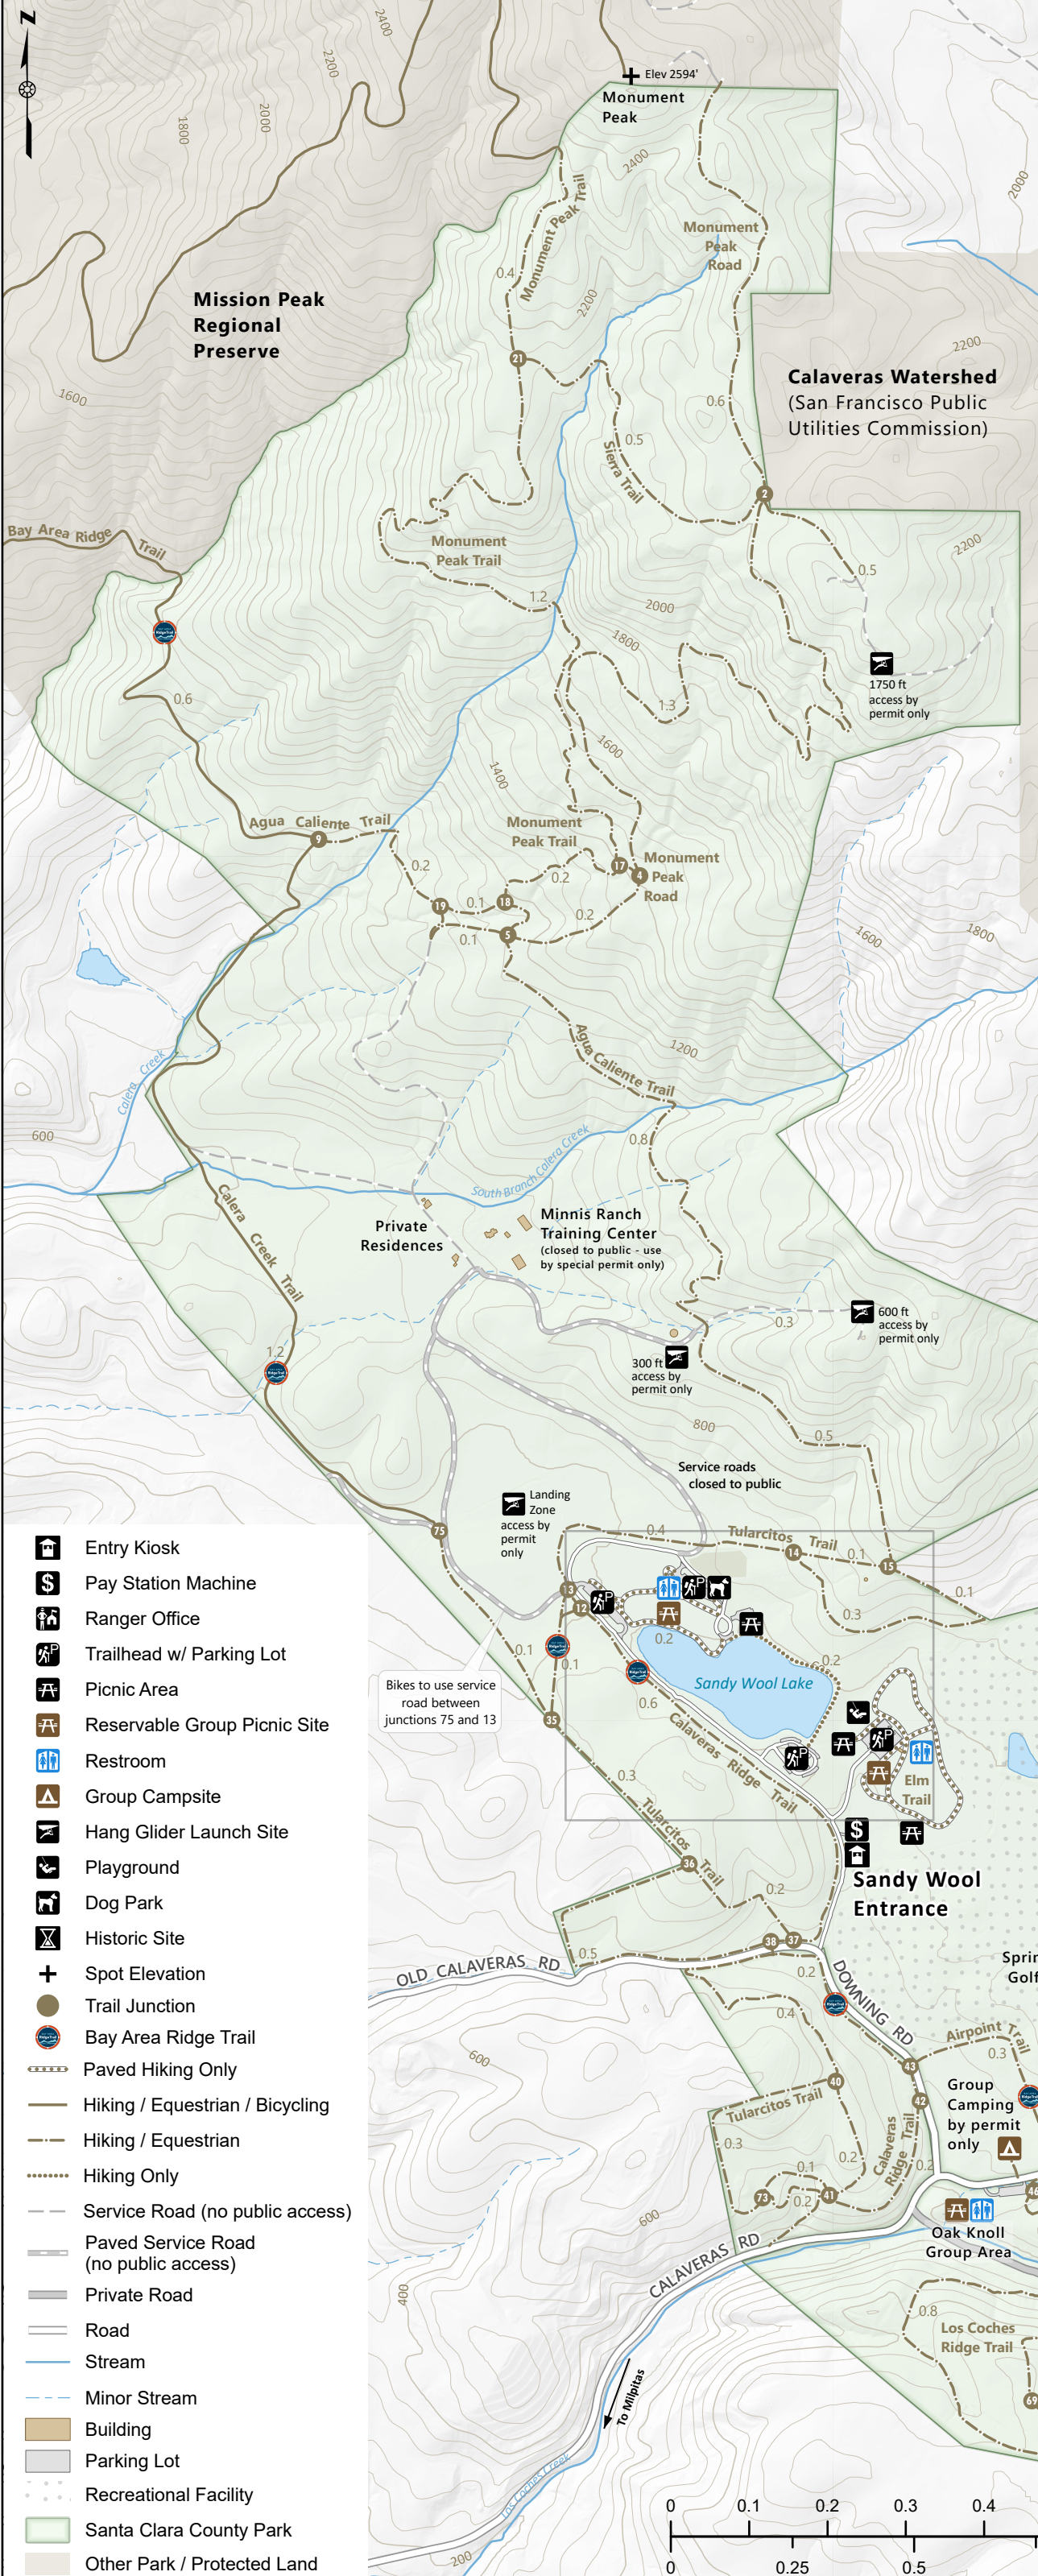 N
2400
2200
2000
1800
Elev 2594'
Monument
Peak
2400
2000
Monument Peak Trail
0.4
Monument
Peak
Road
2200
Mission Peak
Regional
Preserve
1600
21
2200
Calaveras Watershed
(San Francisco Public
Utilities Commission)
0.6
0.5
Sierra Trail
2
Bay Area Ridge Trail
Monument
Peak Trail
2200
0.5
1.2
2000
1800
1750 ft
access by
permit only
0.6
1.3
1600
1400
Agua Caliente Trail
9
Monument
Peak Trail
0.2
0.2
17
4
Monument
Peak
Road
19
0.1
18
0.2
0.1
5
1600
1800
Agua Caliente Trail
1200
Calera Creek
600
0.8
South Branch Calera Creek
Calera Creek Trail
Private
Residences
Minnis Ranch
Training Center
(closed to public - use
by special permit only)
0.3
600 ft
access by
permit only
1.2
300 ft
access by
permit only
800
0.5
Service roads
closed to public
Landing
Zone
access by
permit
only
75
0.4
Tularcitos Trail
14
0.1
15
0.1
13
12
0.3
0.2
0.1
0.1
0.2
Sandy Wool Lake
Bikes to use service
road between
junctions 75 and 13
0.6
35
Calaveras Ridge Trail
Elm
Trail
0.3
Tularcitos Trail
36
Sandy Wool
Entrance
0.2
38
37
0.5
OLD CALAVERAS RD
0.2
DOWNING RD
Sprin
Golf
0.4
Airpoint Trail
0.3
43
600
40
42
Group
Camping
by permit
only
Tularcitos Trail
0.3
Calaveras
Ridge Trail
0.2
0.1
0.2
73
0.2
41
46
600
CALAVERAS RD
Oak Knoll
Group Area
400
0.8
Los Coches
Ridge Trail
69
To Milpitas
Los Coches Creek
200
0 0.1 0.2 0.3 0.4
0 0.25 0.5
Entry Kiosk
Pay Station Machine
Ranger Office
Trailhead w/ Parking Lot
Picnic Area
Reservable Group Picnic Site
Restroom
Group Campsite
Hang Glider Launch Site
Playground
Dog Park
Historic Site
Spot Elevation
Trail Junction
Bay Area Ridge Trail
Paved Hiking Only
Hiking / Equestrian / Bicycling
Hiking / Equestrian
Hiking Only
Service Road (no public access)
Paved Service Road
(no public access)
Private Road
Road
Stream
Minor Stream
Building
Parking Lot
Recreational Facility
Santa Clara County Park
Other Park / Protected Land